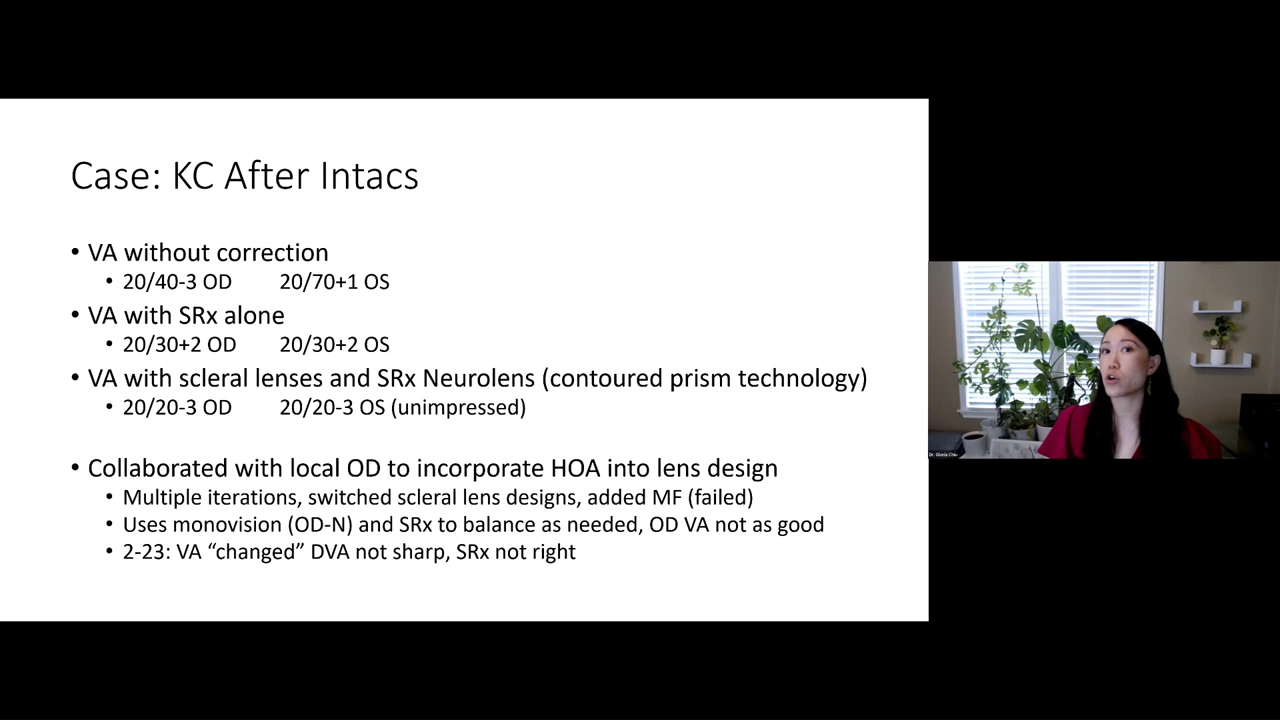 Case: KC After Intacs
• VA without correction
• 20/40-3 OD 20/70+1 OS
• VA with SRx alone
• 20/30+2 OD 20/30+2 OS
• VA with scleral lenses and SRx Neurolens (contoured prism technology)
• 20/20-3 OD 20/20-3 OS (unimpressed)
• Collaborated with local OD to incorporate HOA into lens design
• Multiple iterations, switched scleral lens designs, added MF (failed)
• Uses monovision (OD-N) and SRx to balance as needed, OD VA not as good
• 2-23: VA “changed” DVA not sharp, SRx not right
Dr. Gloria Chiu